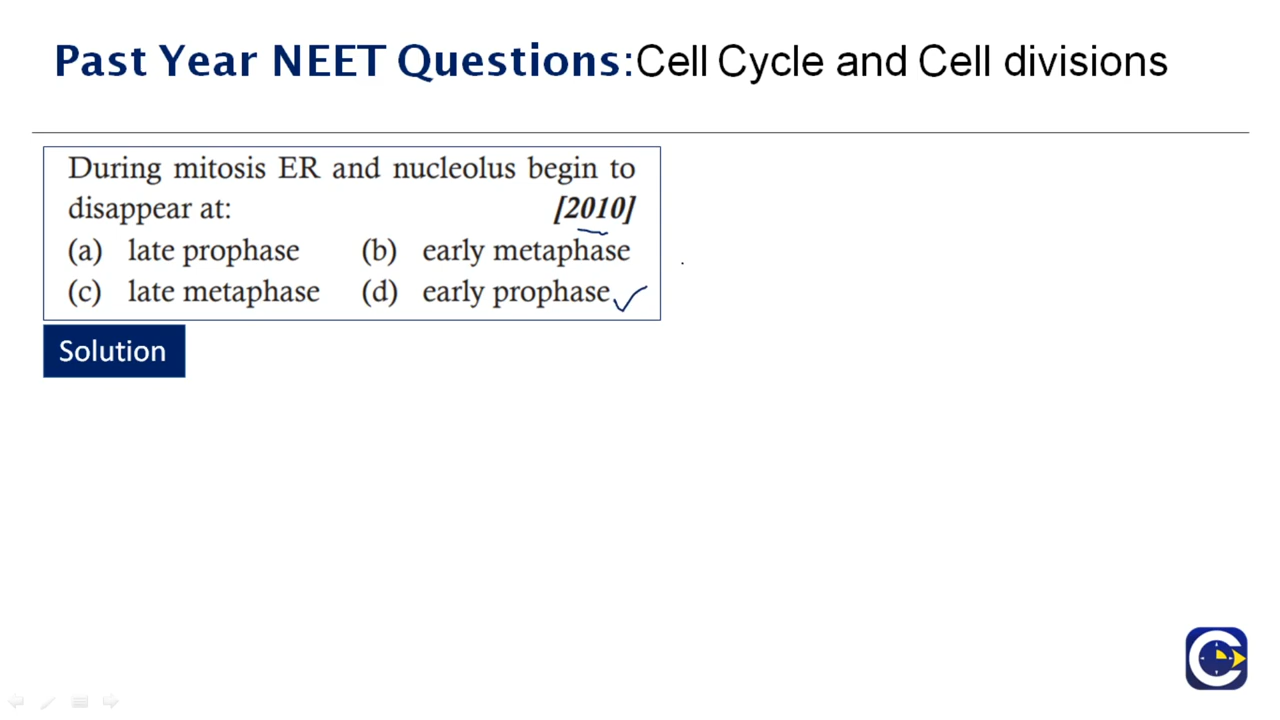 Past Year NEET Questions:Cell Cycle and Cell divisions
During mitosis ER and nucleolus begin to
disappear at: [2010]
(a) late prophase (b) early metaphase
(c) late metaphase (d) early prophase
Solution